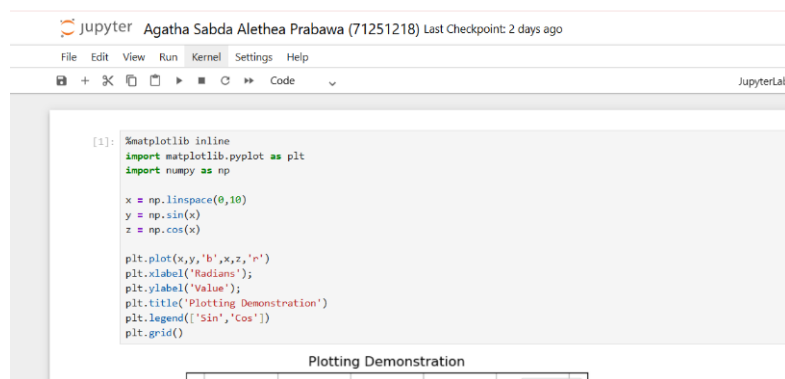 jupyter Agatha Sabda Alethea Prabawa (71251218) Last Checkpoint: 2 days ago
File Edit View Run Kernel Settings Help
Code JupyterLa
[1]: %matplotlib inline
import matplotlib.pyplot as plt
import numpy as np

x = np.linspace(0,10)
y = np.sin(x)
z = np.cos(x)

plt.plot(x,y,'b',x,z,'r')
plt.xlabel('Radians');
plt.ylabel('Value');
plt.title('Plotting Demonstration')
plt.legend(['Sin','Cos'])
plt.grid()
Plotting Demonstration